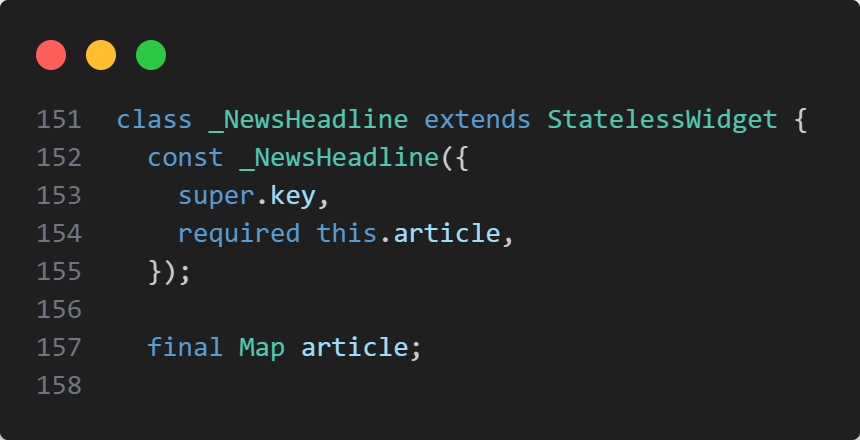 151 class _NewsHeadline extends StatelessWidget {
152   const _NewsHeadline({
153     super.key,
154     required this.article,
155   });
156
157   final Map article;
158